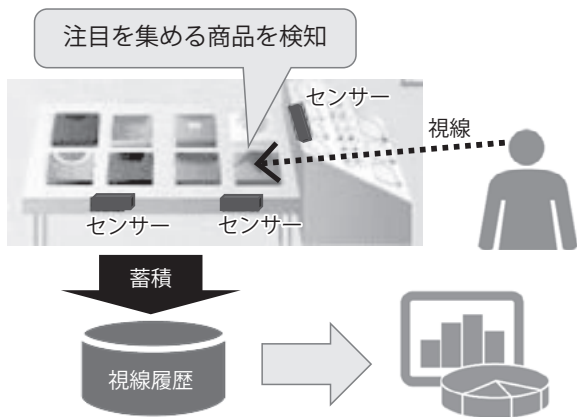 注目を集める商品を検知
センサー
視線
センサー
センサー
蓄積
視線履歴